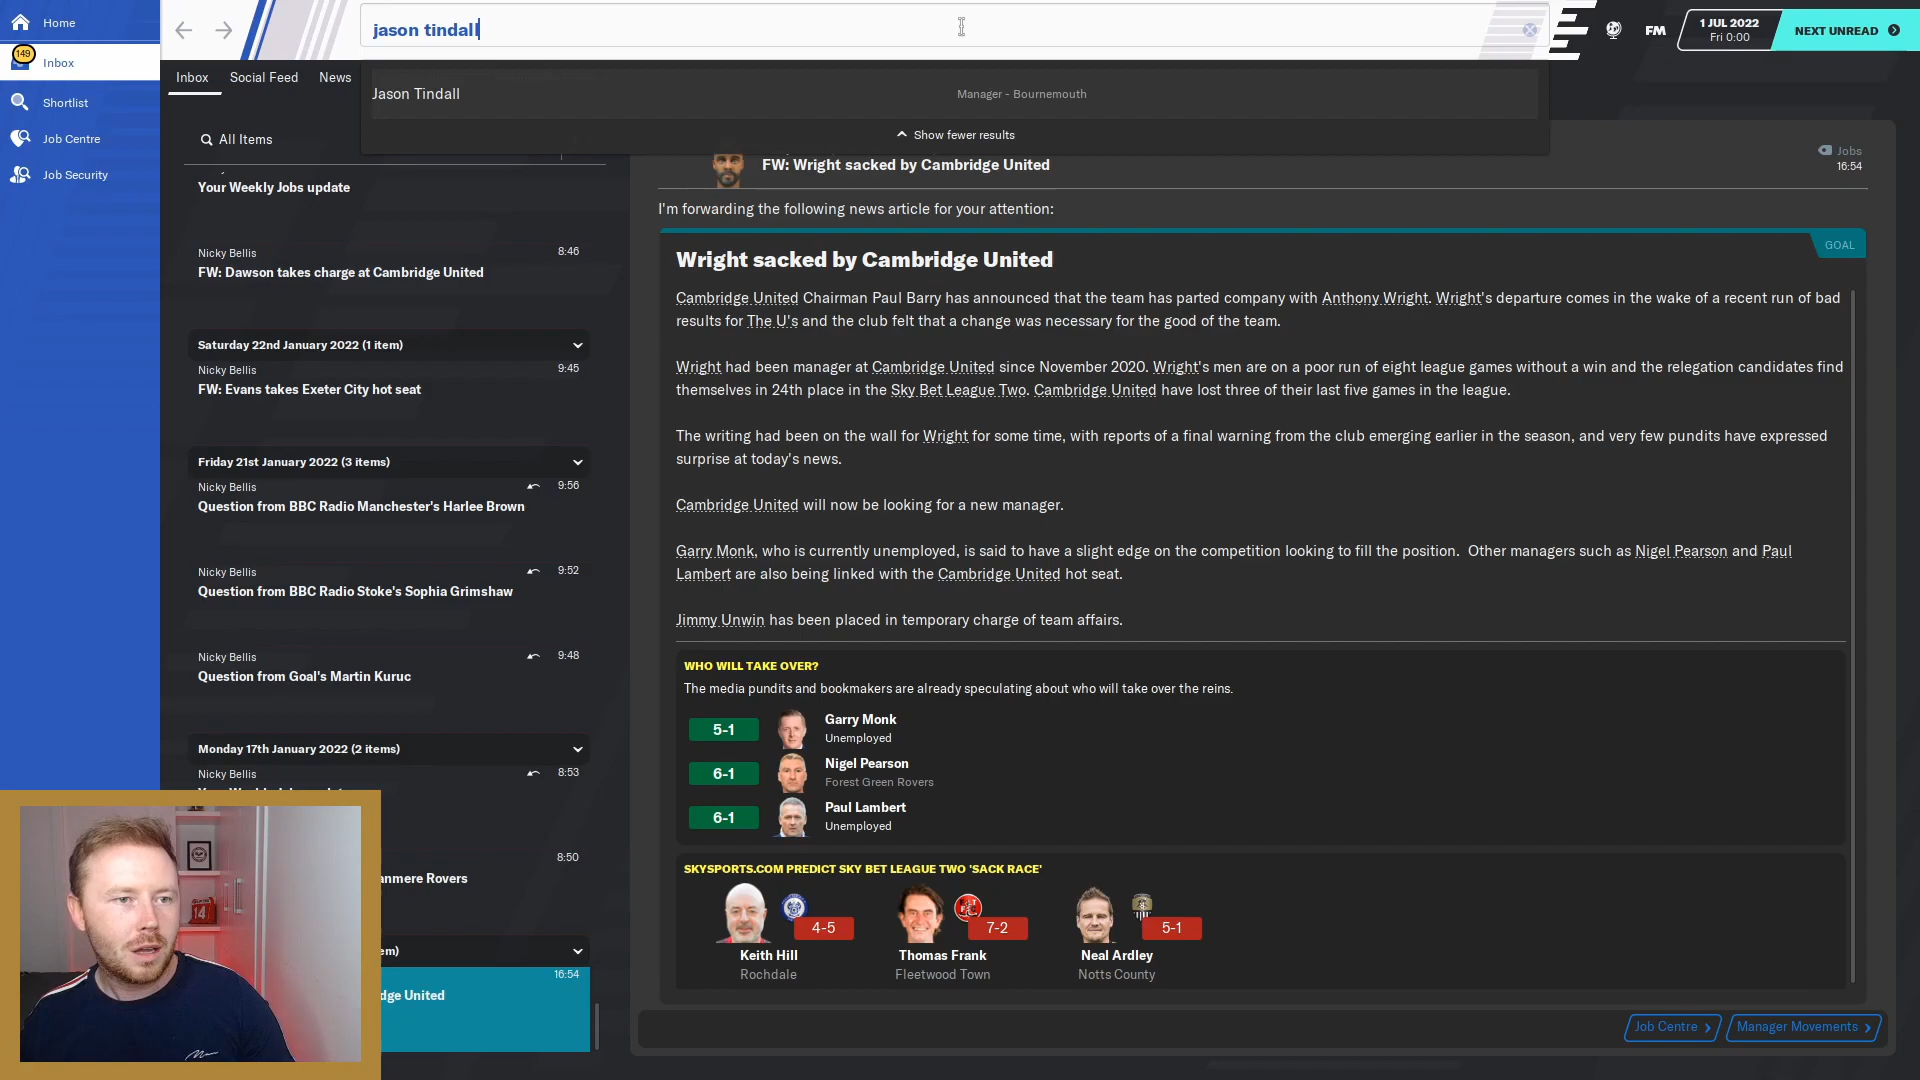 Home
149
Inbox
Shortlist
Job Centre
Job Security
jason tindall
FM
1 JUL 2022
Fri 0:00
NEXT UNREAD
Inbox
Social Feed
News
Jason Tindall
Manager - Bournemouth
Show fewer results
All Items
Your Weekly Jobs update
Nicky Bellis
8:46
FW: Dawson takes charge at Cambridge United
Saturday 22nd January 2022 (1 item)
Nicky Bellis
9:45
FW: Evans takes Exeter City hot seat
Friday 21st January 2022 (3 items)
Nicky Bellis
9:56
Question from BBC Radio Manchester's Harlee Brown
Nicky Bellis
9:52
Question from BBC Radio Stoke's Sophia Grimshaw
Nicky Bellis
9:48
Question from Goal's Martin Kuruc
Monday 17th January 2022 (2 items)
Nicky Bellis
8:53
8:50
anmere Rovers
em)
16:54
dge United
FW: Wright sacked by Cambridge United
Jobs
16:54
I'm forwarding the following news article for your attention:
GOAL
Wright sacked by Cambridge United
Cambridge United Chairman Paul Barry has announced that the team has parted company with Anthony Wright. Wright's departure comes in the wake of a recent run of bad
results for The U's and the club felt that a change was necessary for the good of the team.
Wright had been manager at Cambridge United since November 2020. Wright's men are on a poor run of eight league games without a win and the relegation candidates find
themselves in 24th place in the Sky Bet League Two. Cambridge United have lost three of their last five games in the league.
The writing had been on the wall for Wright for some time, with reports of a final warning from the club emerging earlier in the season, and very few pundits have expressed
surprise at today's news.
Cambridge United will now be looking for a new manager.
Garry Monk, who is currently unemployed, is said to have a slight edge on the competition looking to fill the position. Other managers such as Nigel Pearson and Paul
Lambert are also being linked with the Cambridge United hot seat.
Jimmy Unwin has been placed in temporary charge of team affairs.
WHO WILL TAKE OVER?
The media pundits and bookmakers are already speculating about who will take over the reins.
5-1
Garry Monk
Unemployed
6-1
Nigel Pearson
Forest Green Rovers
6-1
Paul Lambert
Unemployed
SKYSPORTS.COM PREDICT SKY BET LEAGUE TWO 'SACK RACE'
4-5
Keith Hill
Rochdale
7-2
Thomas Frank
Fleetwood Town
5-1
Neal Ardley
Notts County
Job Centre
Manager Movements
14